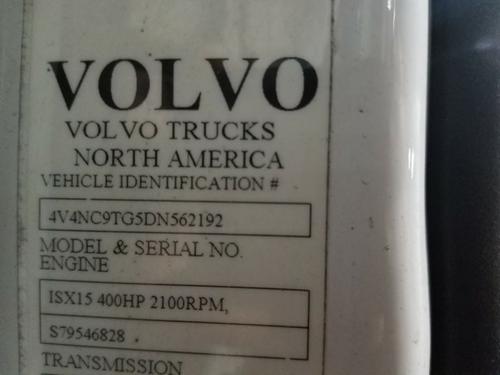 VOLVO
VOLVO TRUCKS
NORTH AMERICA
VEHICLE IDENTIFICATION #
4V4NC9TG5DN562192
MODEL & SERIAL NO.
ENGINE
ISX15 400HP 2100RPM,
S79546828 .
TRANSMISSION